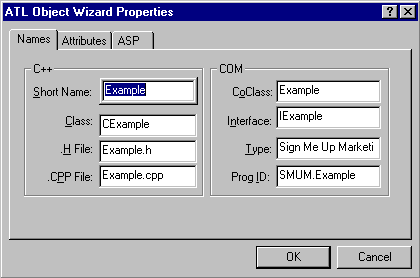 ATL Object Wizard Properties
Names Attributes ASP
C++
Short Name: Example
Class: CExample
.H File: Example.h
.CPP File: Example.cpp
COM
CoClass: Example
Interface: IExample
Type: Sign Me Up Marketi
Prog ID: SMUM.Example
OK Cancel